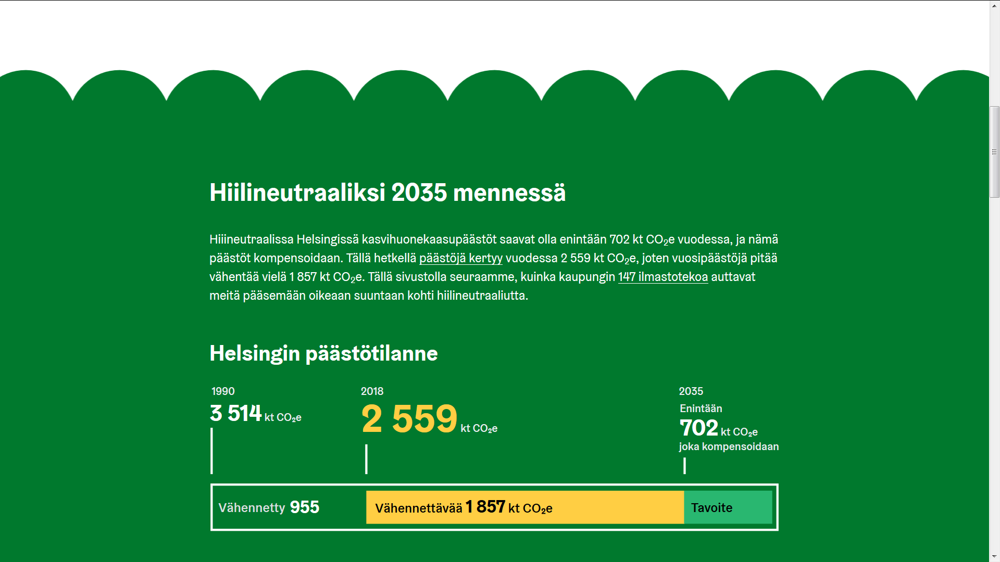 Hiilineutraaliksi 2035 mennessä
Hiiineutraalissa Helsingissä kasvihuonekaasupäästöt saavat olla enintään 702 kt CO₂e vuodessa, ja nämä
päästöt kompensoidaan. Tällä hetkellä päästöjä kertyy vuodessa 2 559 kt CO₂e, joten vuosipäästöjä pitää
vähentää vielä 1 857 kt CO₂e. Tällä sivustolla seuraamme, kuinka kaupungin 147 ilmastotekoa auttavat
meitä pääsemään oikeaan suuntaan kohti hiilineutraaliutta.
Helsingin päästötilanne
1990
3 514 kt CO₂e
2018
2 559 kt CO₂e
2035
Enintään
702 kt CO₂e
joka kompensoidaan
Vähennetty 955
Vähennettävää 1 857 kt CO₂e
Tavoite